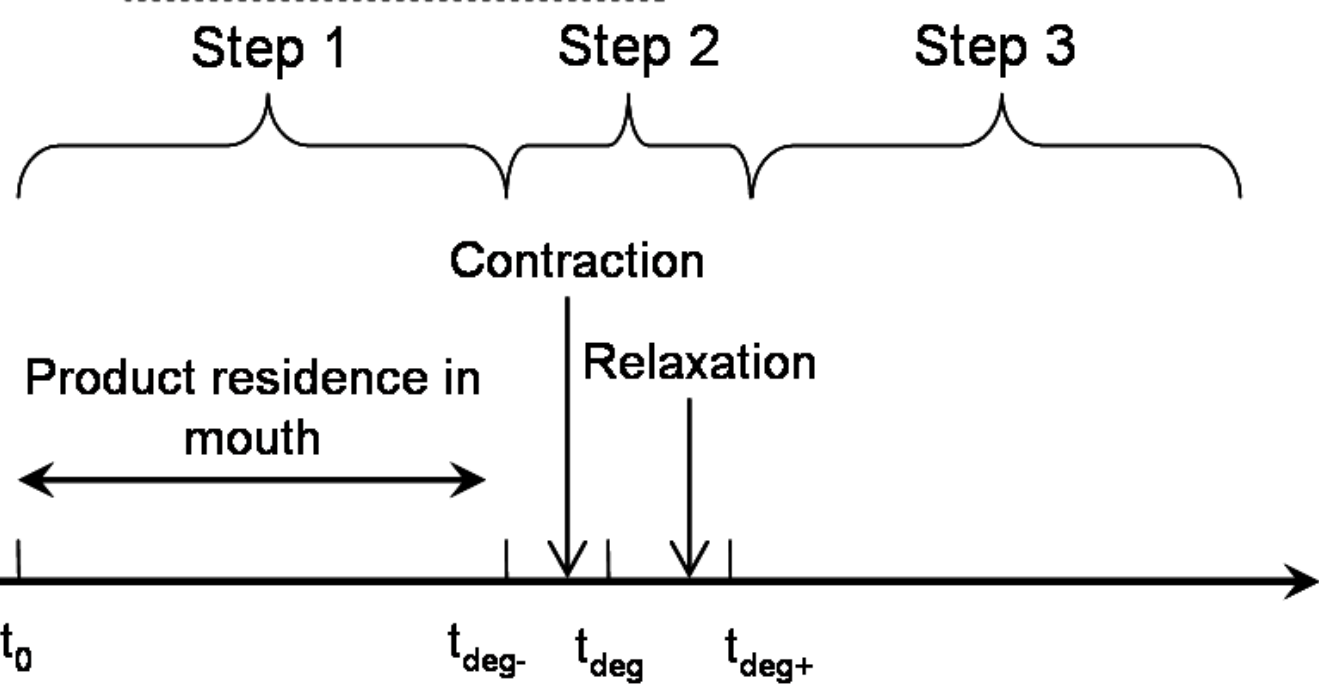 Step 1 Step 2 Step 3
Contraction
Relaxation
Product residence in
mouth
t0 tdeg- tdeg tdeg+